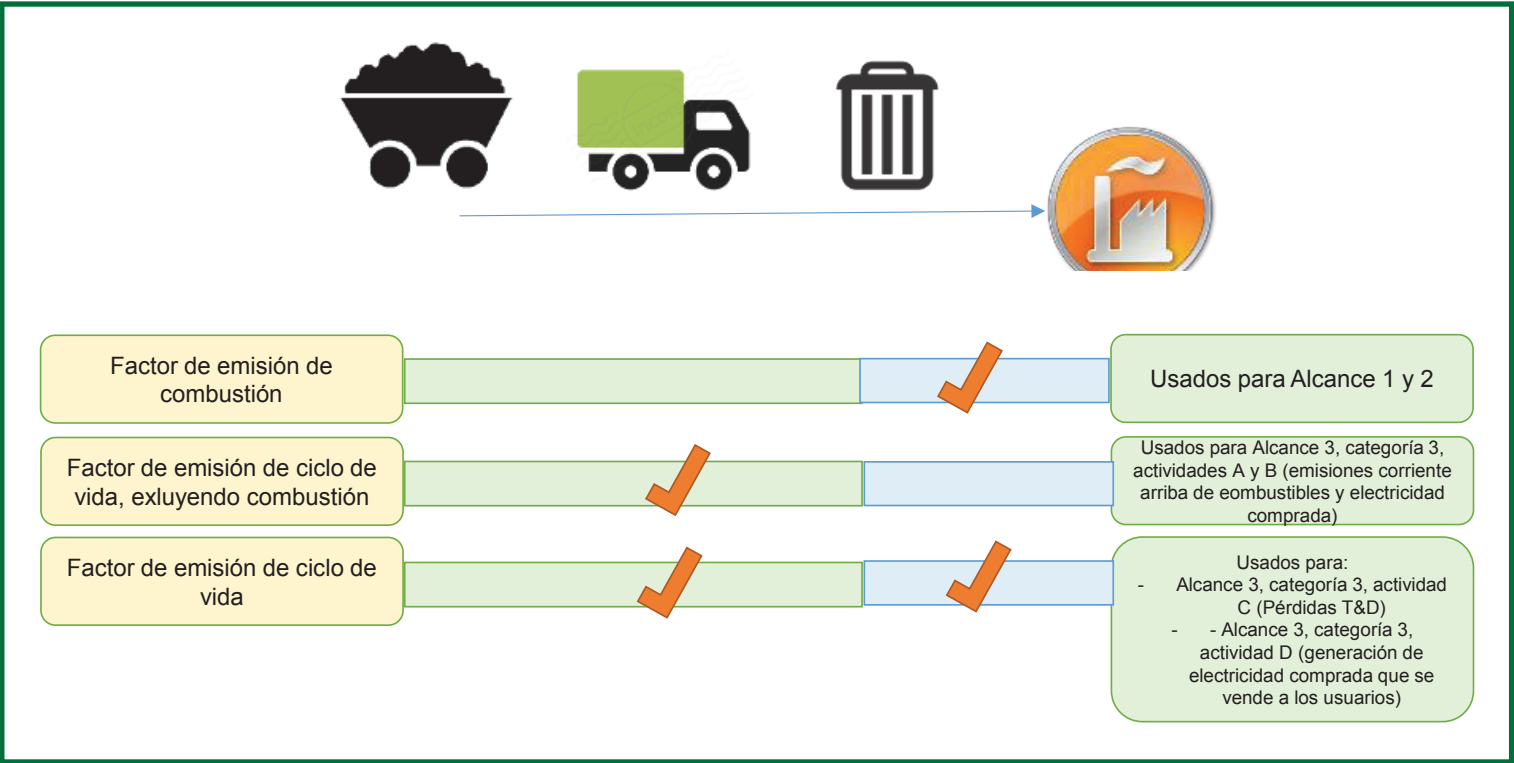 Factor de emisión de
combustión
Usados para Alcance 1 y 2
Factor de emisión de ciclo de
vida, exluyendo combustión
Usados para Alcance 3, categoría 3,
actividades A y B (emisiones corriente
arriba de eombustibles y electricidad
comprada)
Factor de emisión de ciclo de
vida
Usados para:
- Alcance 3, categoría 3, actividad
C (Pérdidas T&D)
- - Alcance 3, categoría 3,
actividad D (generación de
electricidad comprada que se
vende a los usuarios)